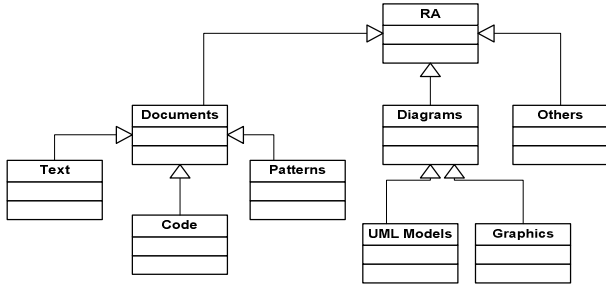 RA
Documents
Diagrams
Others
Text
Patterns
Code
UML Models
Graphics